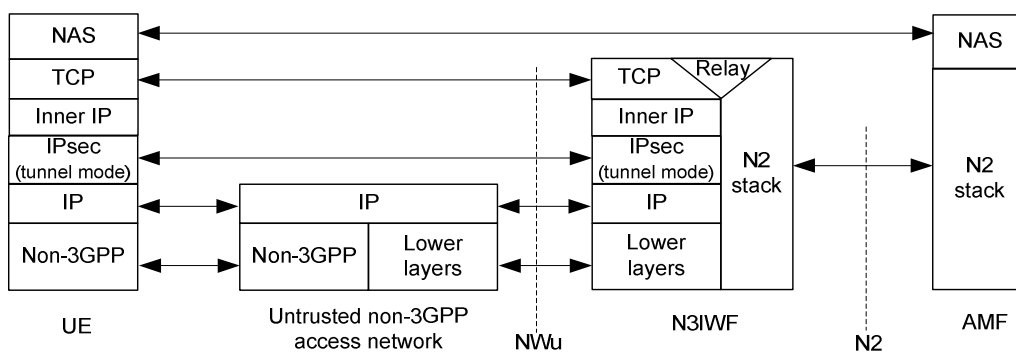 NAS
TCP
Inner IP
IPsec
(tunnel mode)
IP
Non-3GPP
UE
IP
Non-3GPP
Lower
layers
Untrusted non-3GPP
access network
NWu
TCP
Relay
Inner IP
IPsec
(tunnel mode)
IP
Lower
layers
N2
stack
N3IWF
N2
NAS
N2
stack
AMF